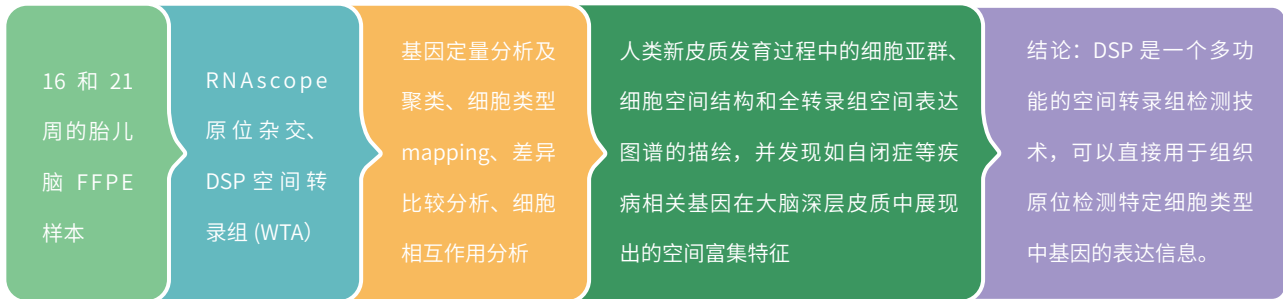 16 和 21
周的胎儿
脑 FFPE
样本
RNAscope
原位杂交、
DSP 空间转
录组 (WTA）
基因定量分析及
聚类、细胞类型
mapping、差异
比较分析、细胞
相互作用分析
人类新皮质发育过程中的细胞亚群、
细胞空间结构和全转录组空间表达
图谱的描绘，并发现如自闭症等疾
病相关基因在大脑深层皮质中展现
出的空间富集特征
结论：DSP 是一个多功
能的空间转录组检测技
术，可以直接用于组织
原位检测特定细胞类型
中基因的表达信息。